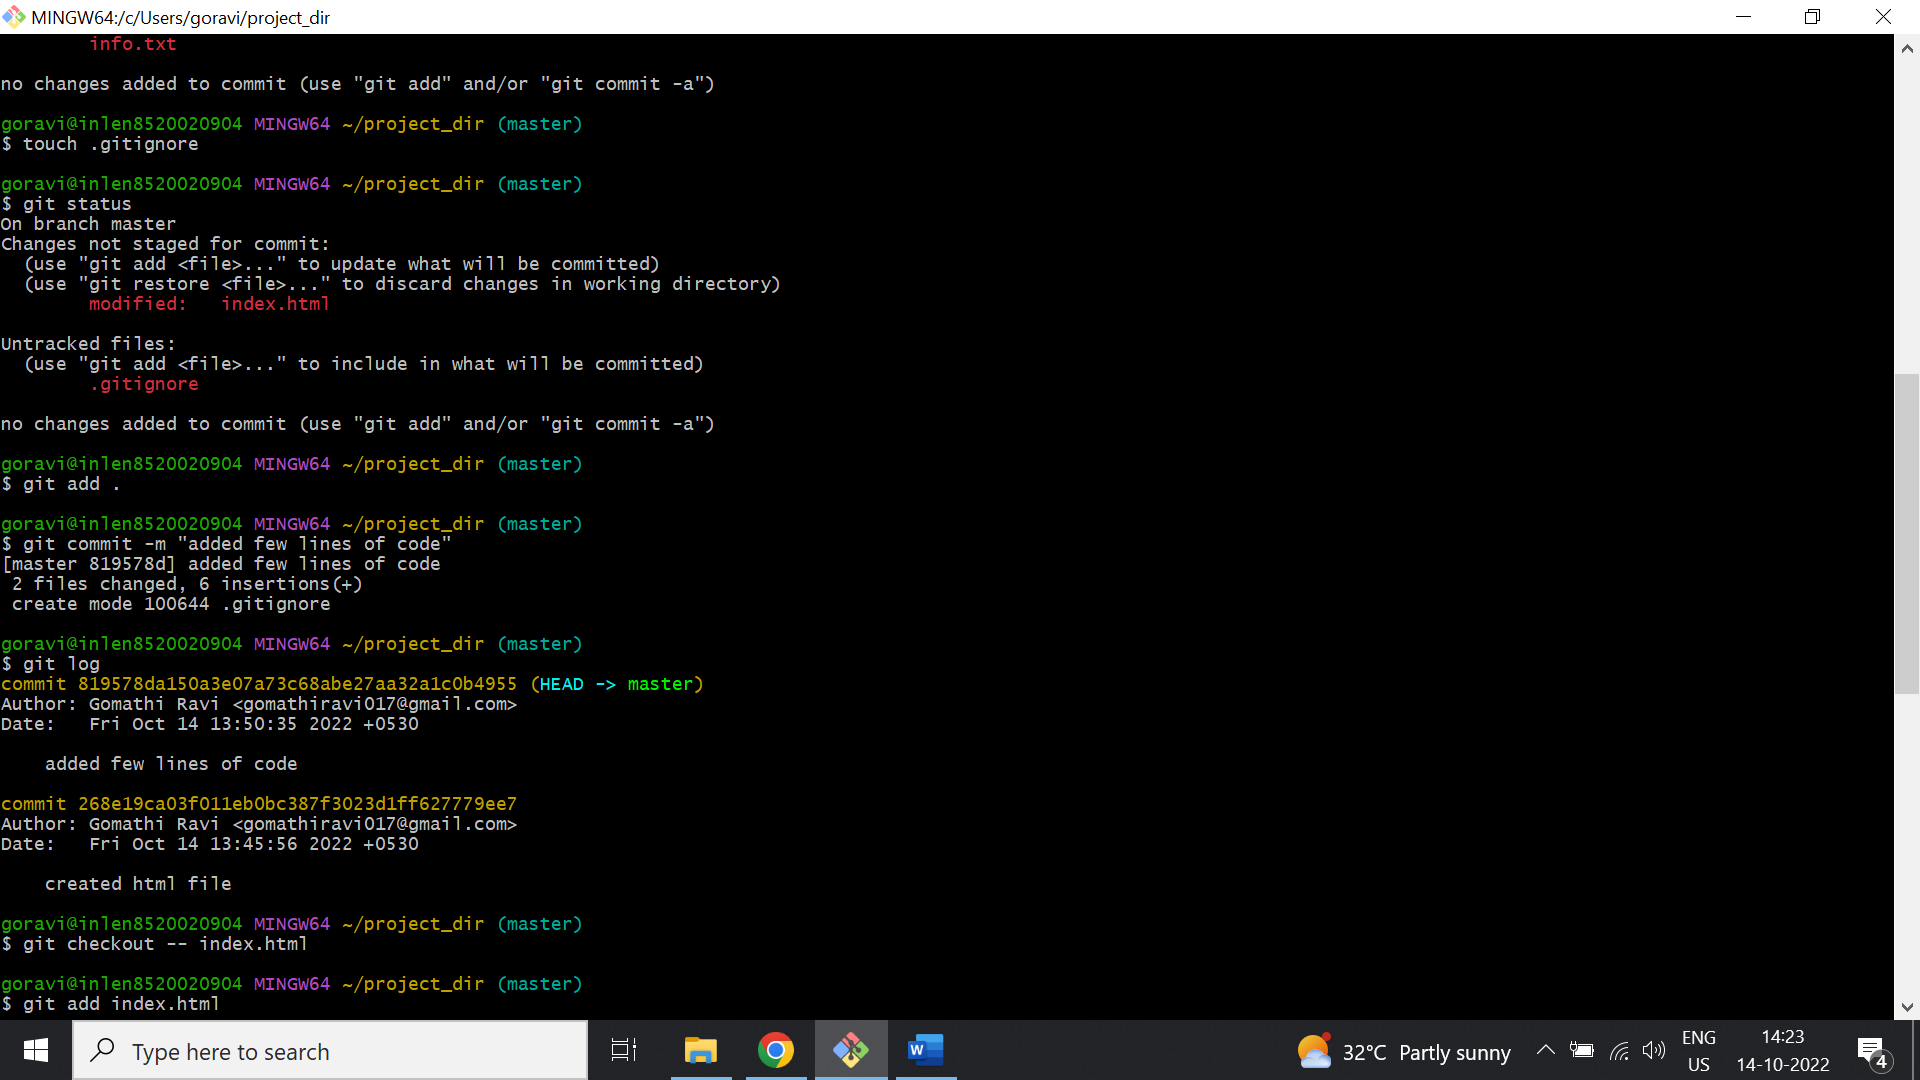 MINGW64:/c/Users/goravi/project_dir
info.txt
no changes added to commit (use "git add" and/or "git commit -a")
goravi@inlen8520020904 MINGW64 ~/project_dir (master)
$ touch .gitignore
goravi@inlen8520020904 MINGW64 ~/project_dir (master)
$ git status
On branch master
Changes not staged for commit:
  (use "git add <file>..." to update what will be committed)
  (use "git restore <file>..." to discard changes in working directory)
        modified:   index.html
Untracked files:
  (use "git add <file>..." to include in what will be committed)
        .gitignore
no changes added to commit (use "git add" and/or "git commit -a")
goravi@inlen8520020904 MINGW64 ~/project_dir (master)
$ git add .
goravi@inlen8520020904 MINGW64 ~/project_dir (master)
$ git commit -m "added few lines of code"
[master 819578d] added few lines of code
 2 files changed, 6 insertions(+)
 create mode 100644 .gitignore
goravi@inlen8520020904 MINGW64 ~/project_dir (master)
$ git log
commit 819578da150a3e07a73c68abe27aa32a1c0b4955 (HEAD -> master)
Author: Gomathi Ravi <gomathiravi017@gmail.com>
Date:   Fri Oct 14 13:50:35 2022 +0530
    added few lines of code
commit 268e19ca03f011eb0bc387f3023d1ff627779ee7
Author: Gomathi Ravi <gomathiravi017@gmail.com>
Date:   Fri Oct 14 13:45:56 2022 +0530
    created html file
goravi@inlen8520020904 MINGW64 ~/project_dir (master)
$ git checkout -- index.html
goravi@inlen8520020904 MINGW64 ~/project_dir (master)
$ git add index.html
Type here to search
W
32°C Partly sunny
ENG
US
14:23
14-10-2022
4